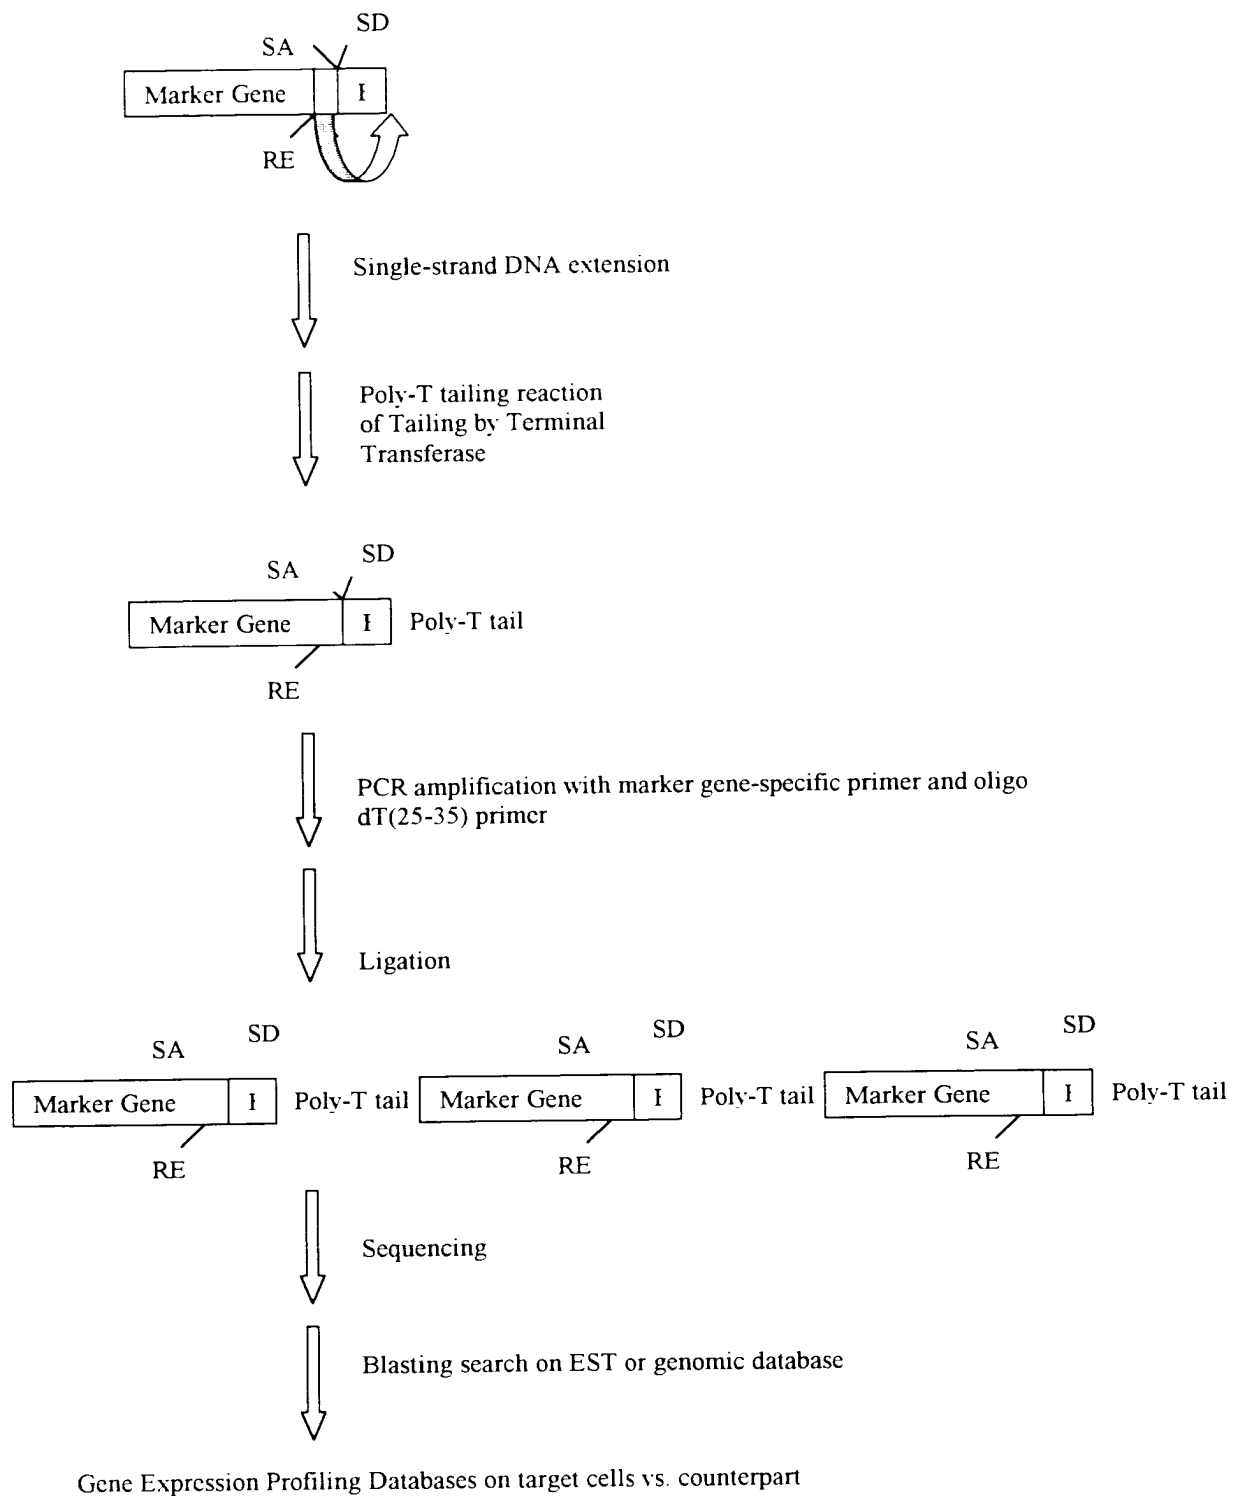 SD
SA
Marker Gene
I
RE
Single-strand DNA extension
Poly-T tailing reaction
of Tailing by Terminal
Transferase
SD
SA
Marker Gene
I
Poly-T tail
RE
PCR amplification with marker gene-specific primer and oligo
dT(25-35) primer
Ligation
SD
SA
SD
SA
SD
SA
Marker Gene
I
Poly-T tail
Marker Gene
I
Poly-T tail
Marker Gene
I
Poly-T tail
RE
RE
RE
Sequencing
Blasting search on EST or genomic database
Gene Expression Profiling Databases on target cells vs. counterpart